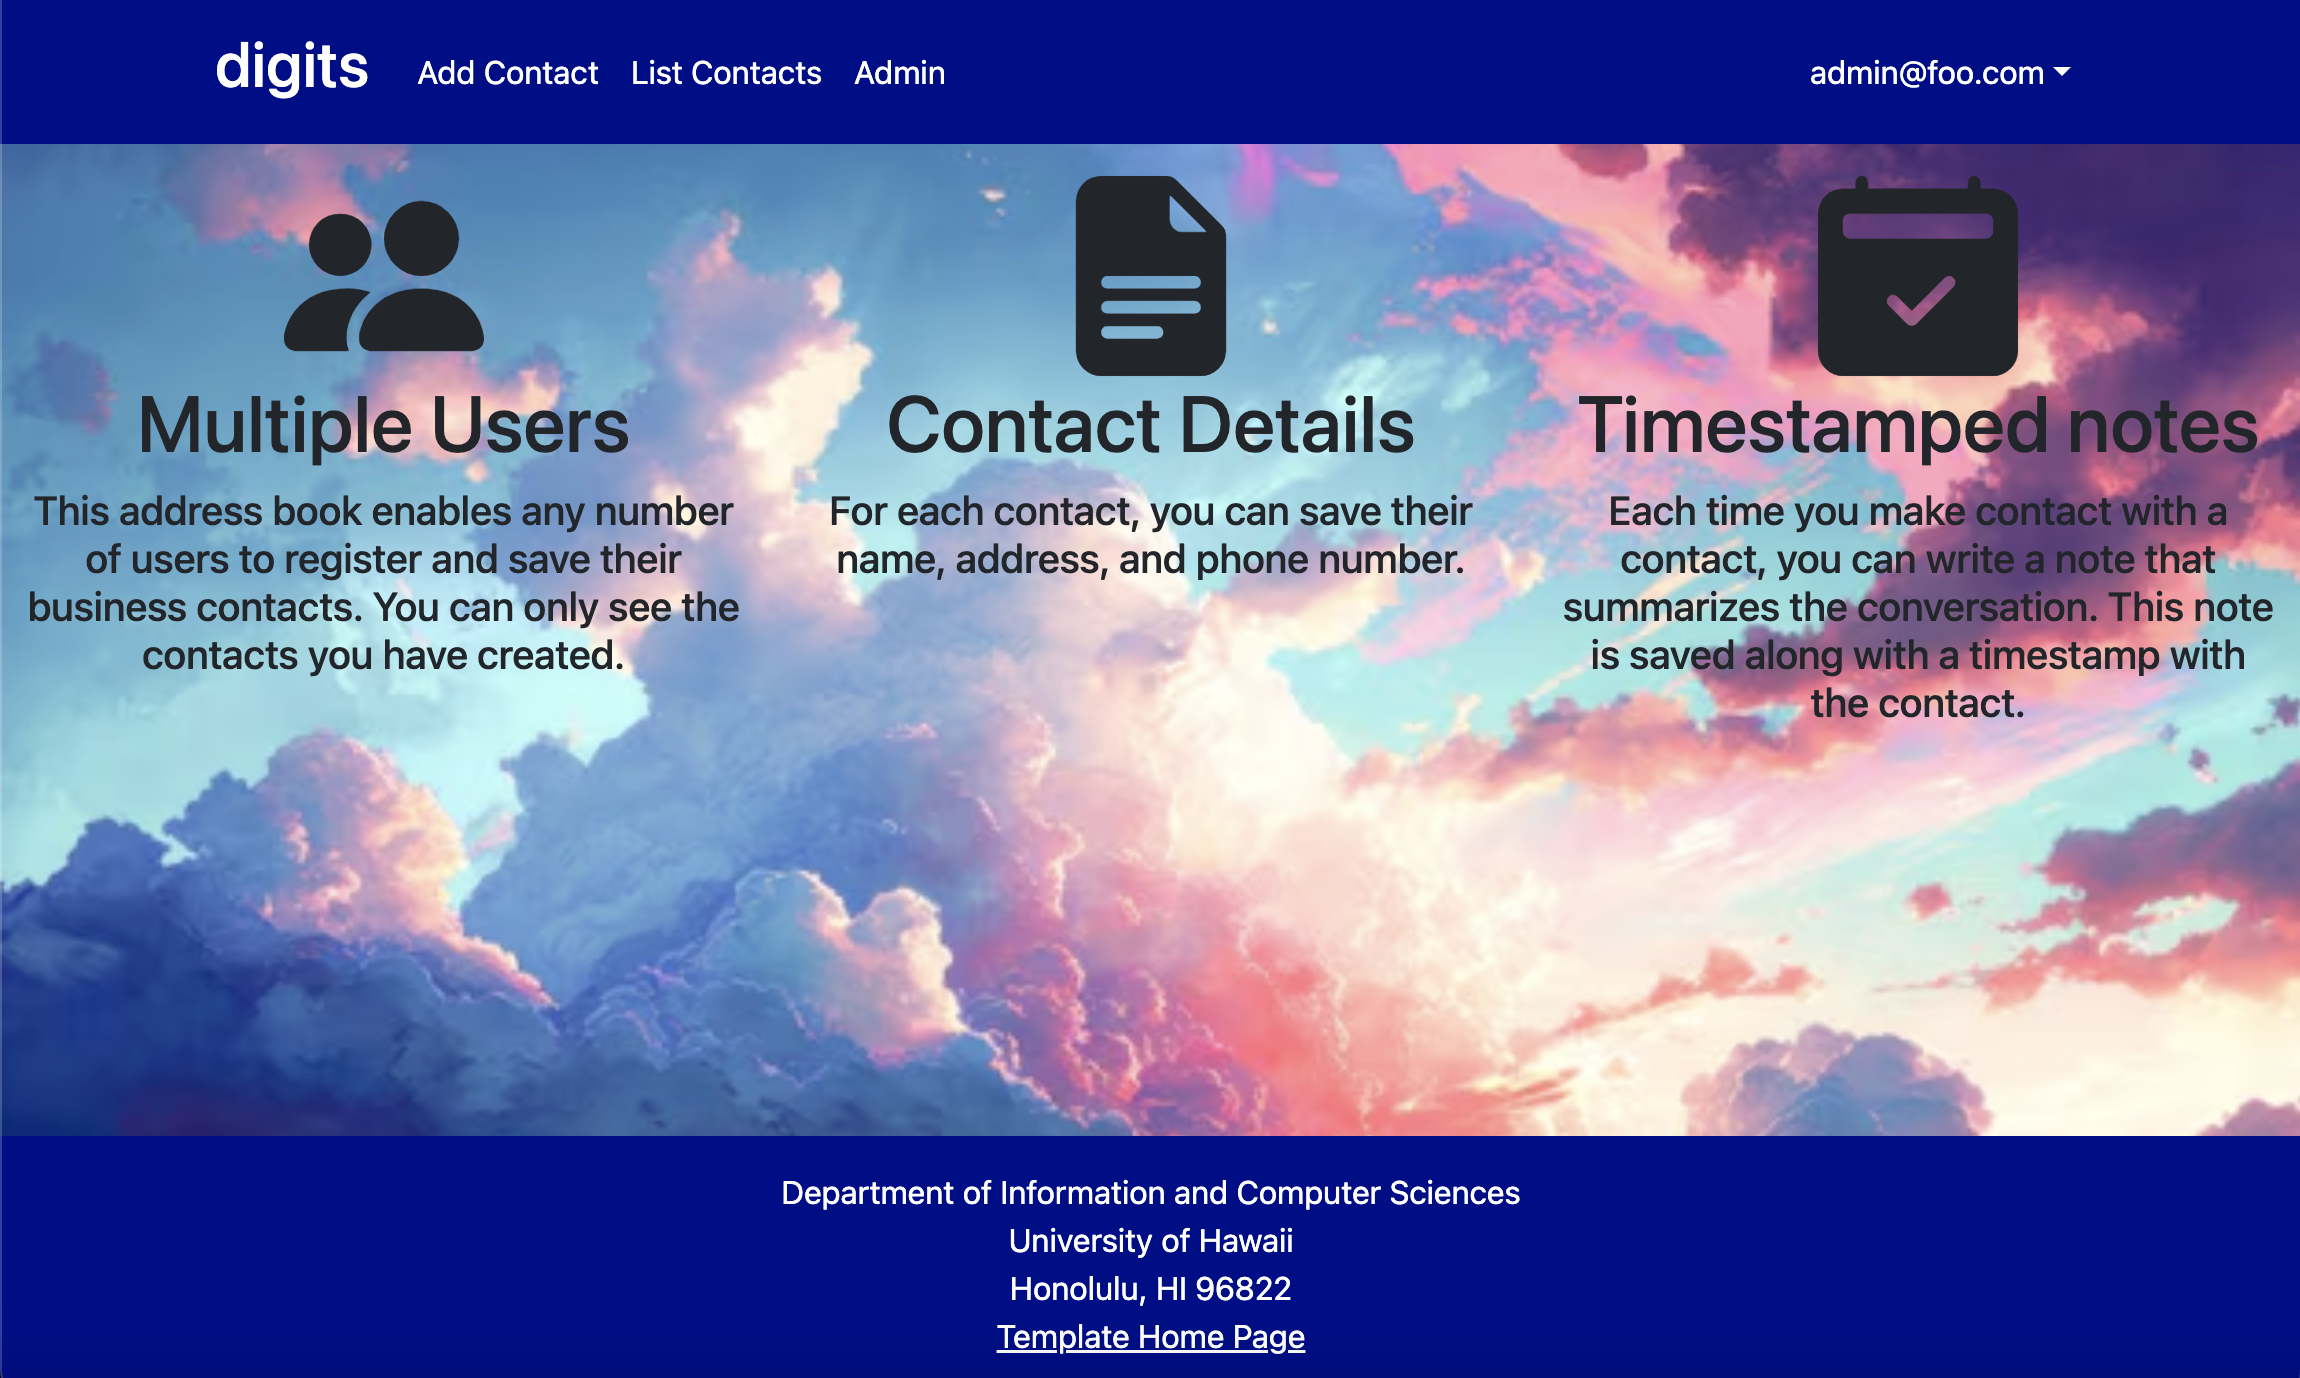 digits
Add Contact
List Contacts
Admin
admin@foo.com
Multiple Users
This address book enables any number
of users to register and save their
business contacts. You can only see the
contacts you have created.
Contact Details
For each contact, you can save their
name, address, and phone number.
Timestamped notes
Each time you make contact with a
contact, you can write a note that
summarizes the conversation. This note
is saved along with a timestamp with
the contact.
Department of Information and Computer Sciences
University of Hawaii
Honolulu, HI 96822
Template Home Page